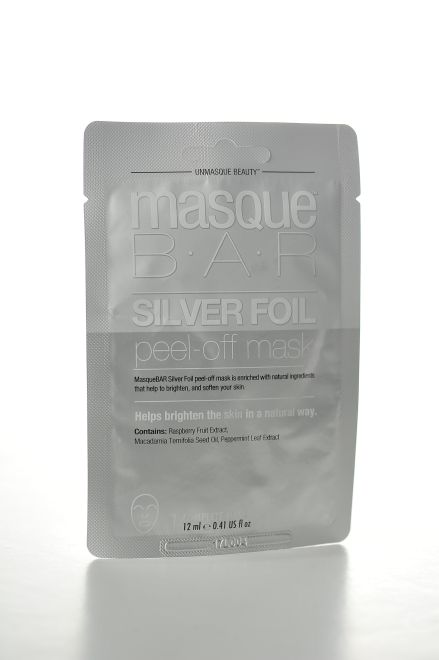 UNMASQUE BEAUTY™
masque
B·A·R
SILVER FOIL
peel-off mask
MasqueBAR Silver Foil peel-off mask is enriched with natural ingredients
that help to brighten, and soften your skin.
Helps brighten the skin in a natural way.
Contains: Raspberry Fruit Extract,
Macadamia Ternifolia Seed Oil, Peppermint Leaf Extract
12 ml e 0.41 US fl oz
17L004